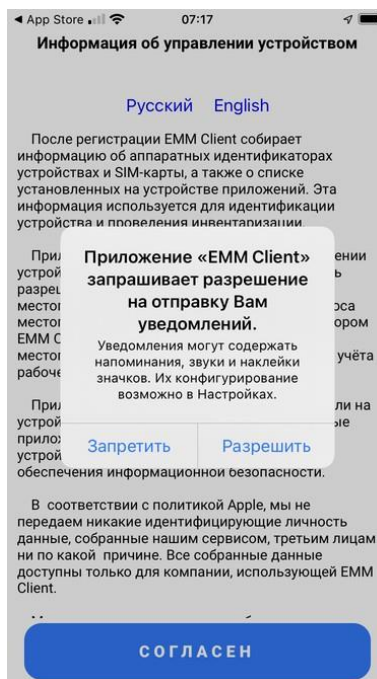 App Store
07:17
Информация об управлении устройством
Русский English
После регистрации EMM Client собирает
информацию об аппаратных идентификаторах
устройствах и SIM-карты, а также о списке
установленных на устройстве приложений. Эта
информация используется для идентификации
устройства и проведения инвентаризации.
Приложение «EMM Client»
запрашивает разрешение
на отправку Вам
уведомлений.
Уведомления могут содержать
напоминания, звуки и наклейки
значков. Их конфигурирование
возможно в Настройках.
Запретить Разрешить
EMM
учёта
ли на
обеспечения информационной безопасности.
В соответствии с политикой Apple, мы не
передаем никакие идентифицирующие личность
данные, собранные нашим сервисом, третьим лицам
ни по какой причине. Все собранные данные
доступны только для компании, использующей EMM
Client.
СОГЛАСЕН